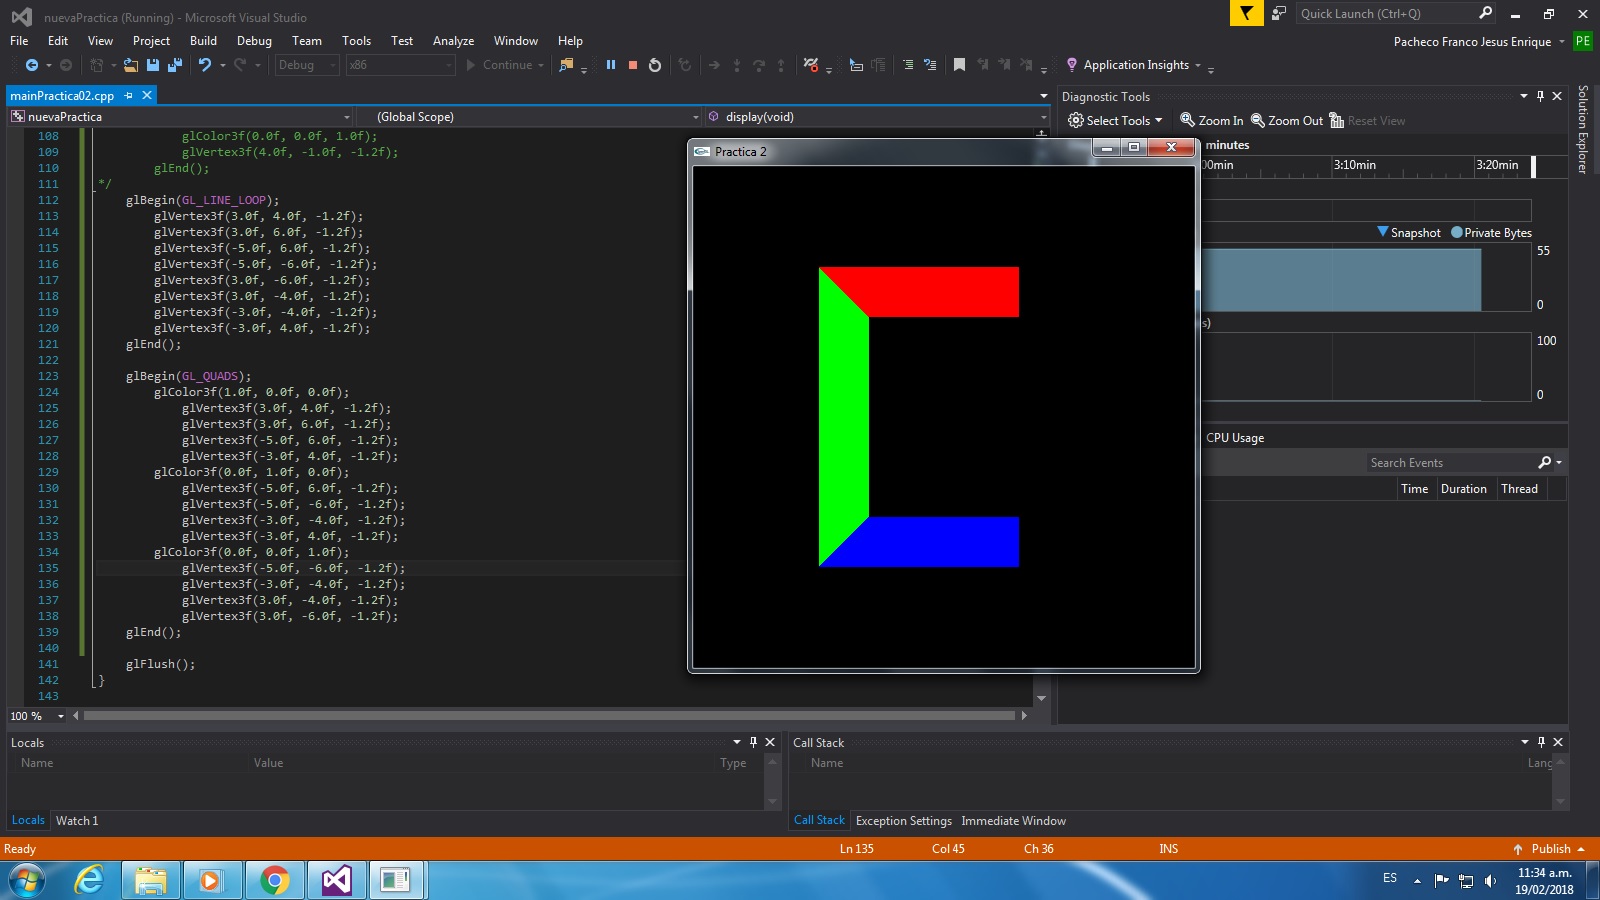 nuevaPractica (Running) - Microsoft Visual Studio
Quick Launch (Ctrl+Q)
File Edit View Project Build Debug Team Tools Test Analyze Window Help
Pacheco Franco Jesus Enrique PE
Debug x86 Continue Application Insights
mainPractica02.cpp
Diagnostic Tools
Solution Explorer
nuevaPractica (Global Scope) display(void)
Select Tools Zoom In Zoom Out Reset View
108 glColor3f(0.0f, 0.0f, 1.0f);
109 glVertex3f(4.0f, -1.0f, -1.2f);
110 glEnd();
111 */
112 glBegin(GL_LINE_LOOP);
113 glVertex3f(3.0f, 4.0f, -1.2f);
114 glVertex3f(3.0f, 6.0f, -1.2f);
115 glVertex3f(-5.0f, 6.0f, -1.2f);
116 glVertex3f(-5.0f, -6.0f, -1.2f);
117 glVertex3f(3.0f, -6.0f, -1.2f);
118 glVertex3f(3.0f, -4.0f, -1.2f);
119 glVertex3f(-3.0f, -4.0f, -1.2f);
120 glVertex3f(-3.0f, 4.0f, -1.2f);
121 glEnd();
122
123 glBegin(GL_QUADS);
124 glColor3f(1.0f, 0.0f, 0.0f);
125 glVertex3f(3.0f, 4.0f, -1.2f);
126 glVertex3f(3.0f, 6.0f, -1.2f);
127 glVertex3f(-5.0f, 6.0f, -1.2f);
128 glVertex3f(-3.0f, 4.0f, -1.2f);
129 glColor3f(0.0f, 1.0f, 0.0f);
130 glVertex3f(-5.0f, 6.0f, -1.2f);
131 glVertex3f(-5.0f, -6.0f, -1.2f);
132 glVertex3f(-3.0f, -4.0f, -1.2f);
133 glVertex3f(-3.0f, 4.0f, -1.2f);
134 glColor3f(0.0f, 0.0f, 1.0f);
135 glVertex3f(-5.0f, -6.0f, -1.2f);
136 glVertex3f(-3.0f, -4.0f, -1.2f);
137 glVertex3f(3.0f, -4.0f, -1.2f);
138 glVertex3f(3.0f, -6.0f, -1.2f);
139 glEnd();
140
141 glFlush();
142 }
143
100 %
Practica 2
minutes
00min 3:10min 3:20min
Snapshot Private Bytes
55
0
s)
100
0
CPU Usage
Search Events
Time Duration Thread
Locals
Name Value Type
Locals Watch 1
Call Stack
Name Lang
Call Stack Exception Settings Immediate Window
Ready Ln 135 Col 45 Ch 36 INS Publish
ES
11:34 a.m.
19/02/2018